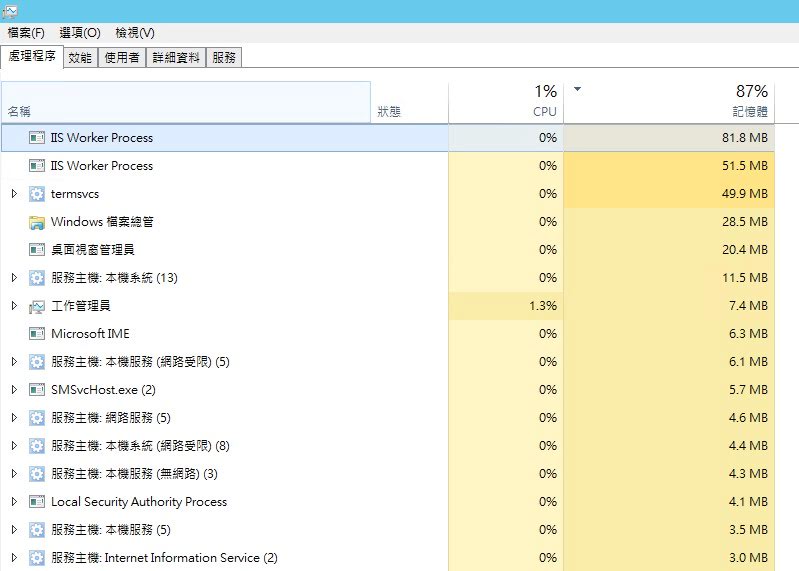 檔案(F) 選項(O) 檢視(V)
處理程序 效能 使用者 詳細資料 服務
1% 87%
名稱 狀態 CPU 記憶體
IIS Worker Process 0% 81.8 MB
IIS Worker Process 0% 51.5 MB
termsvcs 0% 49.9 MB
Windows 檔案總管 0% 28.5 MB
桌面視窗管理員 0% 20.4 MB
服務主機: 本機系統 (13) 0% 11.5 MB
工作管理員 1.3% 7.4 MB
Microsoft IME 0% 6.3 MB
服務主機: 本機服務 (網路受限) (5) 0% 6.1 MB
SMSvcHost.exe (2) 0% 5.7 MB
服務主機: 網路服務 (5) 0% 4.6 MB
服務主機: 本機系統 (網路受限) (8) 0% 4.4 MB
服務主機: 本機服務 (無網路) (3) 0% 4.3 MB
Local Security Authority Process 0% 4.1 MB
服務主機: 本機服務 (5) 0% 3.5 MB
服務主機: Internet Information Service (2) 0% 3.0 MB